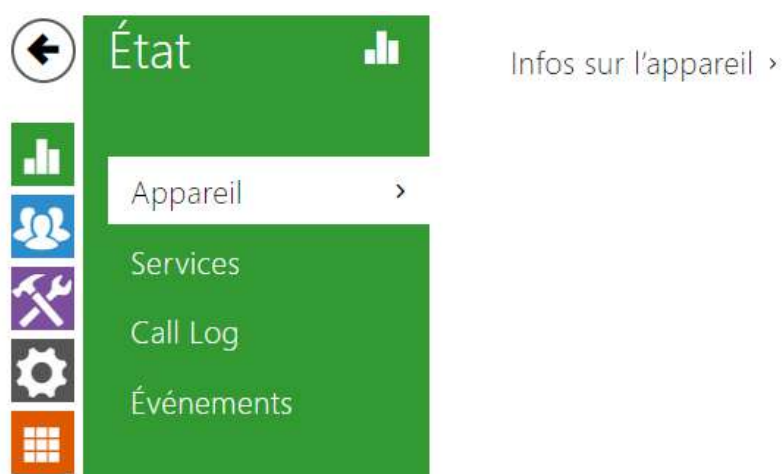 État
Infos sur l’appareil ›
Appareil ›
Services
Call Log
Événements